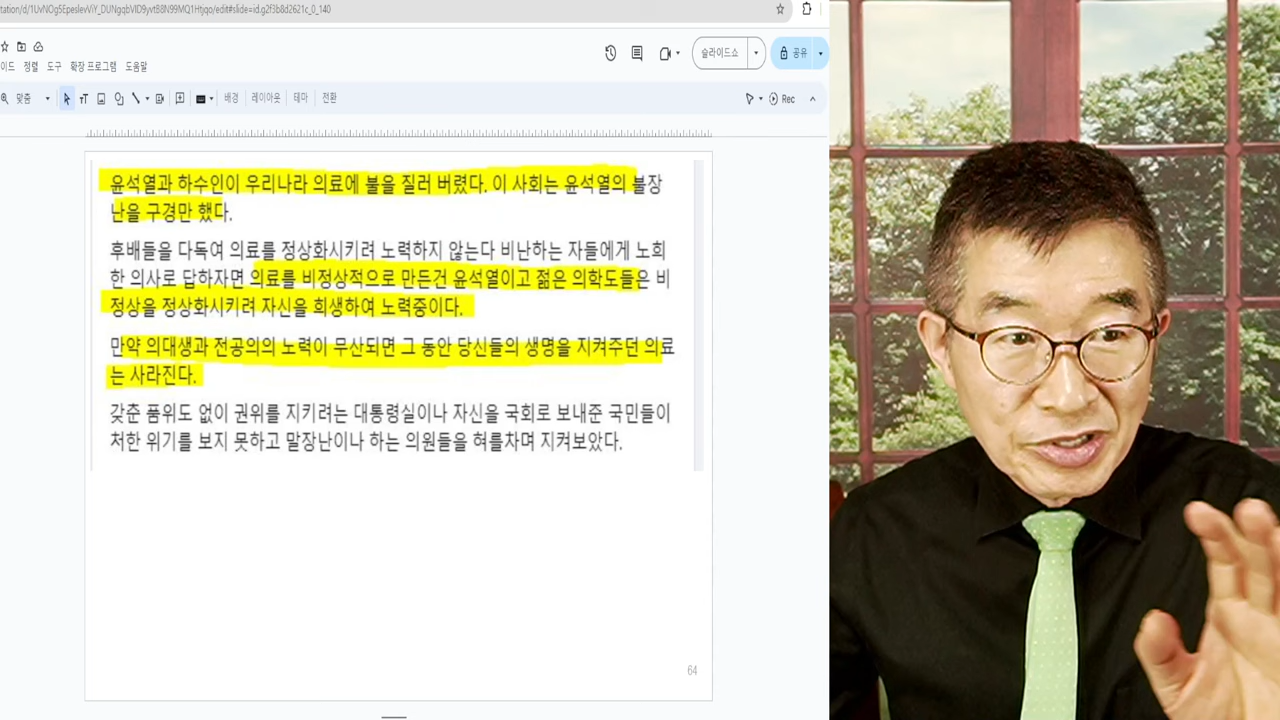 tation/d/1UvNOg5EpeslevViY_DUNgqbVID9yvtB8N99MQ1Htjqo/edit#slide=id.g2f3b8d2621c_0_140
슬라이드쇼 공유
이드 정렬 도구 확장 프로그램 도움말
맞춤 배경 레이아웃 테마 전환 Rec
윤석열과 하수인이 우리나라 의료에 불을 질러 버렸다. 이 사회는 윤석열의 불장
난을 구경만 했다.
후배들을 다독여 의료를 정상화시키려 노력하지 않는다 비난하는 자들에게 노회
한 의사로 답하자면 의료를 비정상적으로 만든건 윤석열이고 젊은 의학도들은 비
정상을 정상화시키려 자신을 희생하여 노력중이다.
만약 의대생과 전공의의 노력이 무산되면 그 동안 당신들의 생명을 지켜주던 의료
는 사라진다.
갖춘 품위도 없이 권위를 지키려는 대통령실이나 자신을 국회로 보내준 국민들이
처한 위기를 보지 못하고 말장난이나 하는 의원들을 혀를차며 지켜보았다.
64